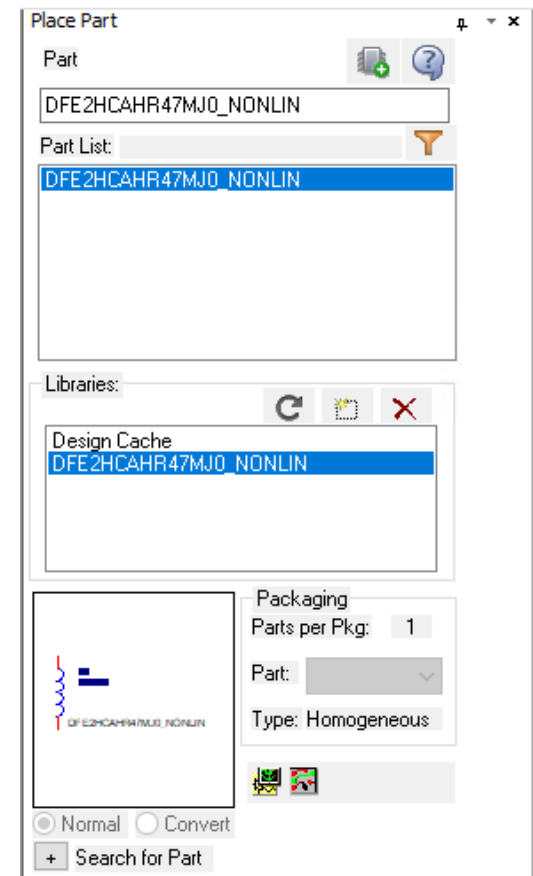 Place Part
Part
DFE2HCAHR47MJ0_NONLIN
Part List:
DFE2HCAHR47MJ0_NONLIN
Libraries:
Design Cache
DFE2HCAHR47MJ0_NONLIN
Packaging
Parts per Pkg: 1
Part:
DFE2HCAHR47MJ0_NONLIN
Type: Homogeneous
Normal Convert
+ Search for Part